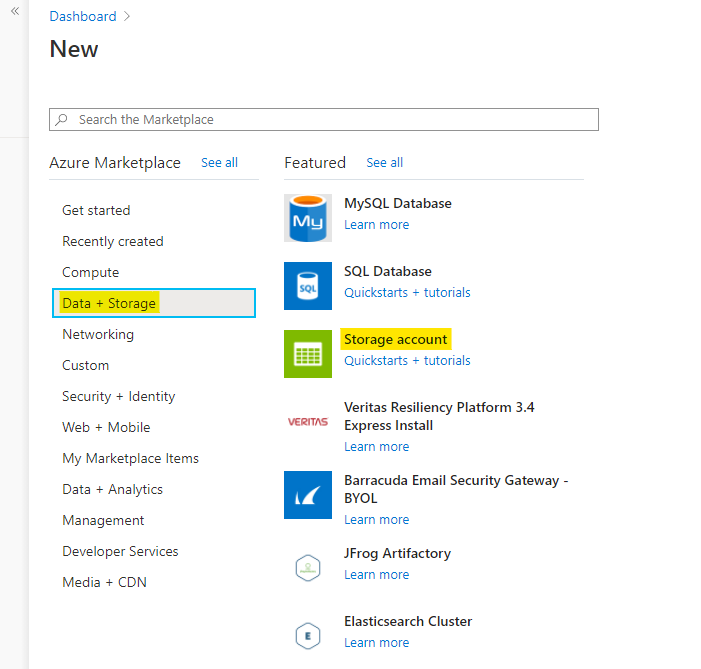 «
Dashboard >
New
Search the Marketplace
Azure Marketplace See all
Get started
Recently created
Compute
Data + Storage
Networking
Custom
Security + Identity
Web + Mobile
My Marketplace Items
Data + Analytics
Management
Developer Services
Media + CDN
Featured See all
My
MySQL Database
Learn more
SQL
SQL Database
Quickstarts + tutorials
Storage account
Quickstarts + tutorials
VERITAS
Veritas Resiliency Platform 3.4
Express Install
Learn more
Barracuda Email Security Gateway -
BYOL
Learn more
JFrog Artifactory
Learn more
E
Elasticsearch Cluster
Learn more